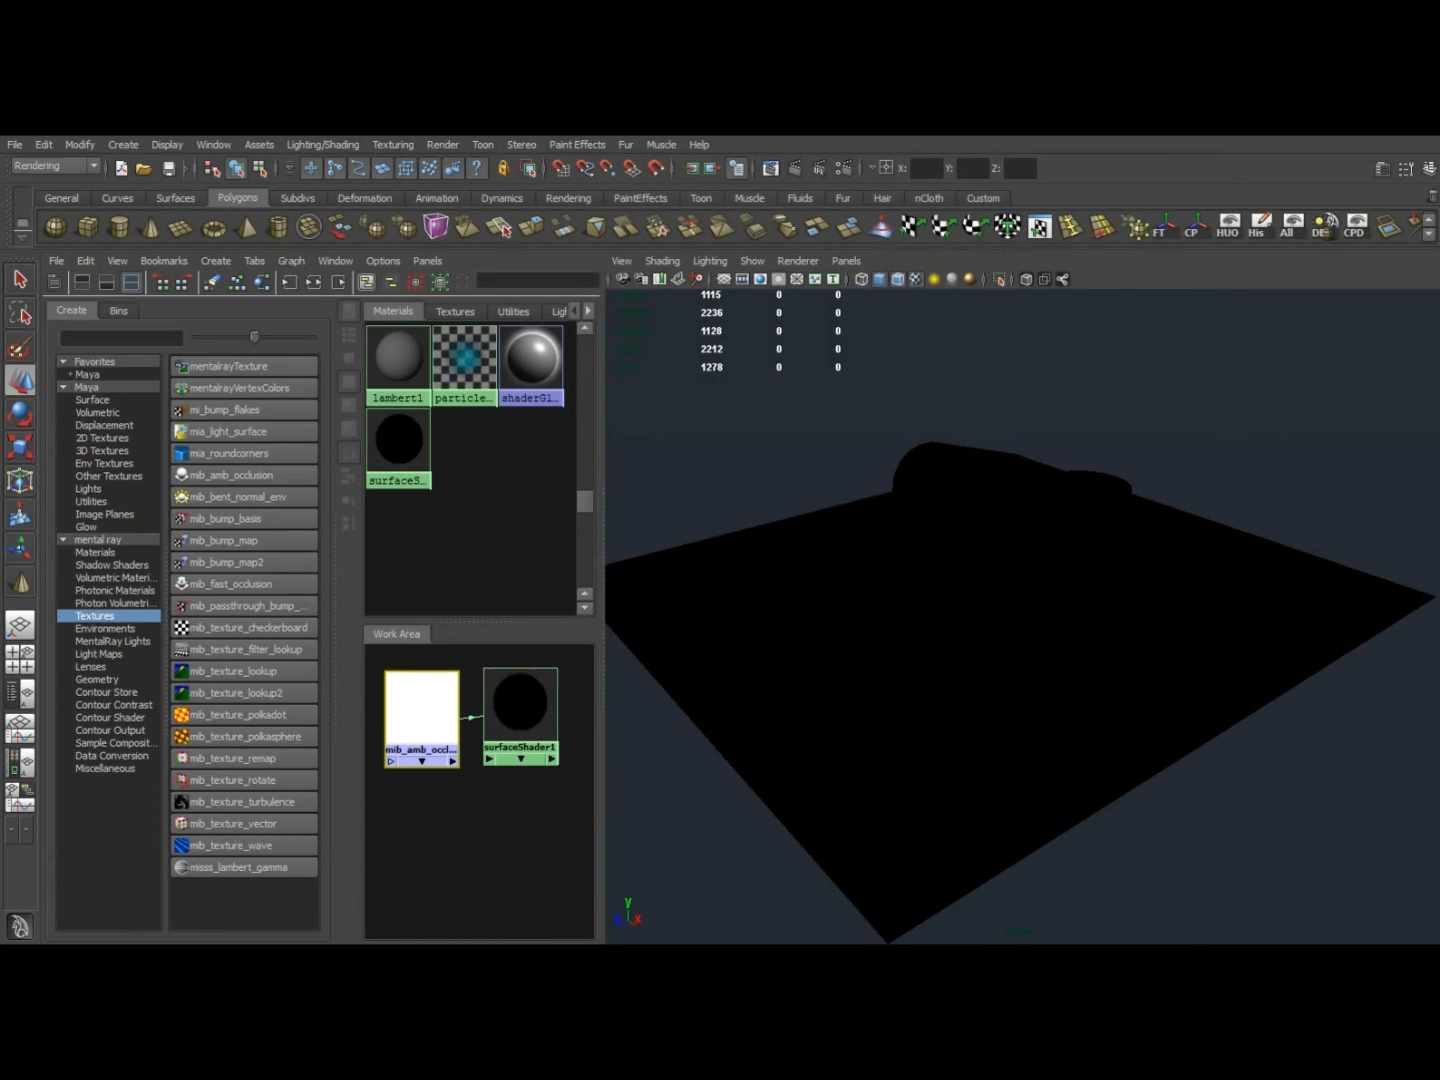 File Edit Modify Create Display Window Assets Lighting/Shading Texturing Render Toon Stereo Paint Effects Fur Muscle Help
Rendering X: Y: Z:
General Curves Surfaces Polygons Subdivs Deformation Animation Dynamics Rendering PaintEffects Toon Muscle Fluids Fur Hair nCloth Custom
FT CP HUO His All DEL CPD
File Edit View Bookmarks Create Tabs Graph Window Options Panels
View Shading Lighting Show Renderer Panels
Create Bins
Materials Textures Utilities Ligh
1115 0 0
2236 0 0
1128 0 0
2212 0 0
1278 0 0
Favorites
+ Maya
Maya
Surface
Volumetric
Displacement
2D Textures
3D Textures
Env Textures
Other Textures
Lights
Utilities
Image Planes
Glow
mental ray
Materials
Shadow Shaders
Volumetric Materi...
Photonic Materials
Photon Volumetri...
Textures
Environments
MentalRay Lights
Light Maps
Lenses
Geometry
Contour Store
Contour Contrast
Contour Shader
Contour Output
Sample Composit...
Data Conversion
Miscellaneous
mentalrayTexture
mentalrayVertexColors
mi_bump_flakes
mia_light_surface
mia_roundcorners
mib_amb_occlusion
mib_bent_normal_env
mib_bump_basis
mib_bump_map
mib_bump_map2
mib_fast_occlusion
mib_passthrough_bump_...
mib_texture_checkerboard
mib_texture_filter_lookup
mib_texture_lookup
mib_texture_lookup2
mib_texture_polkadot
mib_texture_polkasphere
mib_texture_remap
mib_texture_rotate
mib_texture_turbulence
mib_texture_vector
mib_texture_wave
misss_lambert_gamma
lambert1 particle... shaderGl...
surfaceS...
Work Area
mib_amb_occl... surfaceShader1
y
x